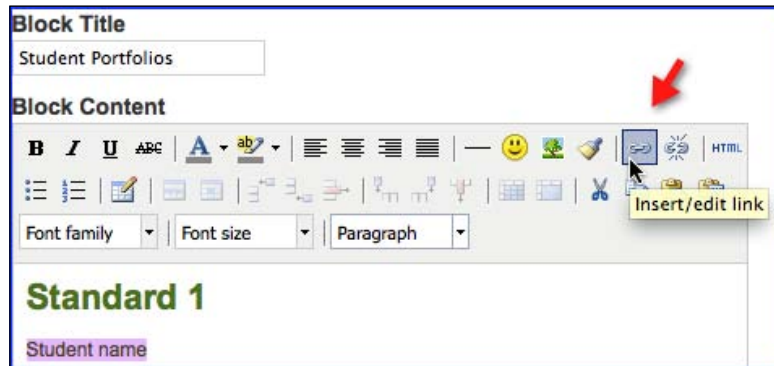 Block Title
Student Portfolios
Block Content
B I U ABC A ab HTML
Insert/edit link
Font family Font size Paragraph
Standard 1
Student name